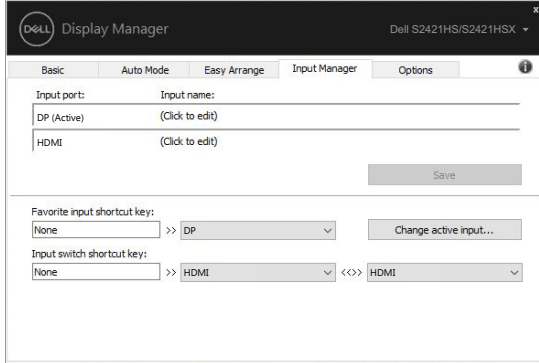 DELL Display Manager Dell S2421HS/S2421HSX
x
Basic Auto Mode Easy Arrange Input Manager Options
Input port: Input name:
DP (Active) (Click to edit)
HDMI (Click to edit)
Save
Favorite input shortcut key:
None >> DP Change active input...
Input switch shortcut key:
None >> HDMI <<>> HDMI